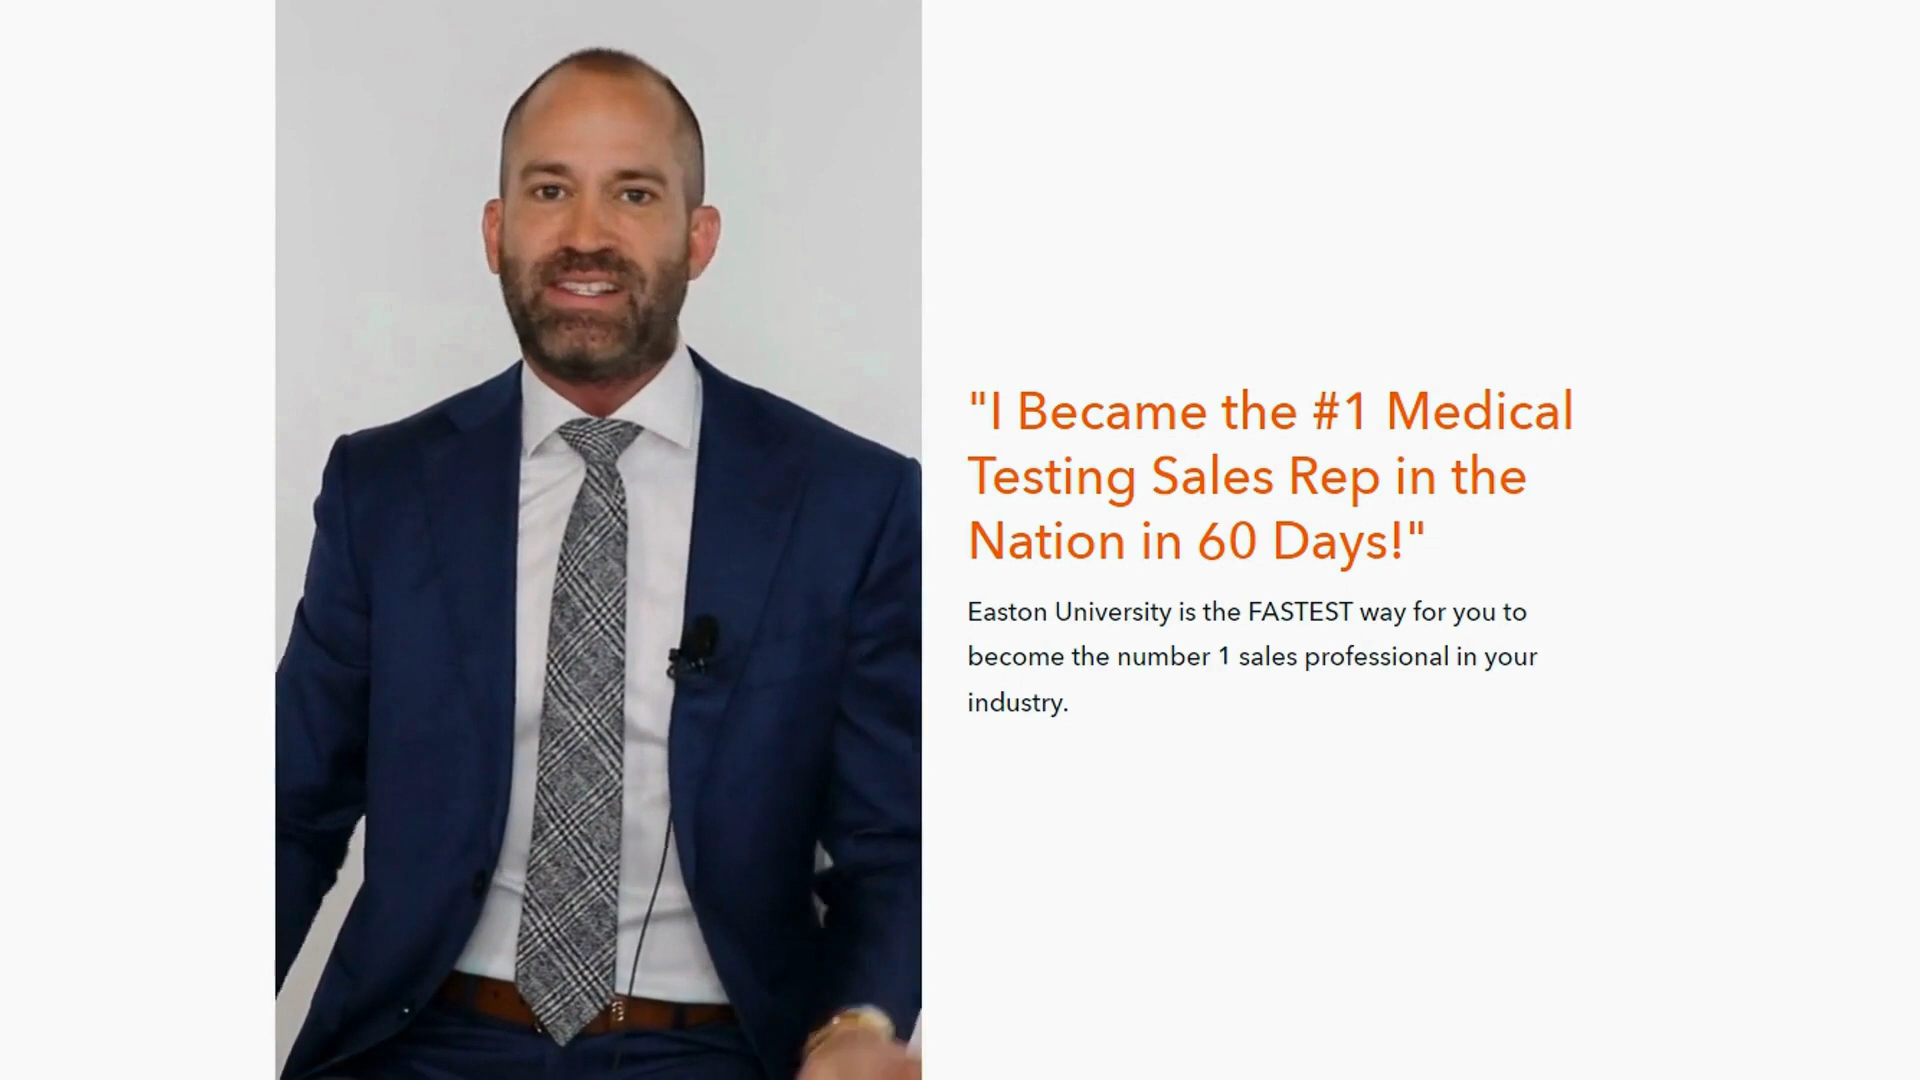 "I Became the #1 Medical
Testing Sales Rep in the
Nation in 60 Days!"
Easton University is the FASTEST way for you to
become the number 1 sales professional in your
industry.